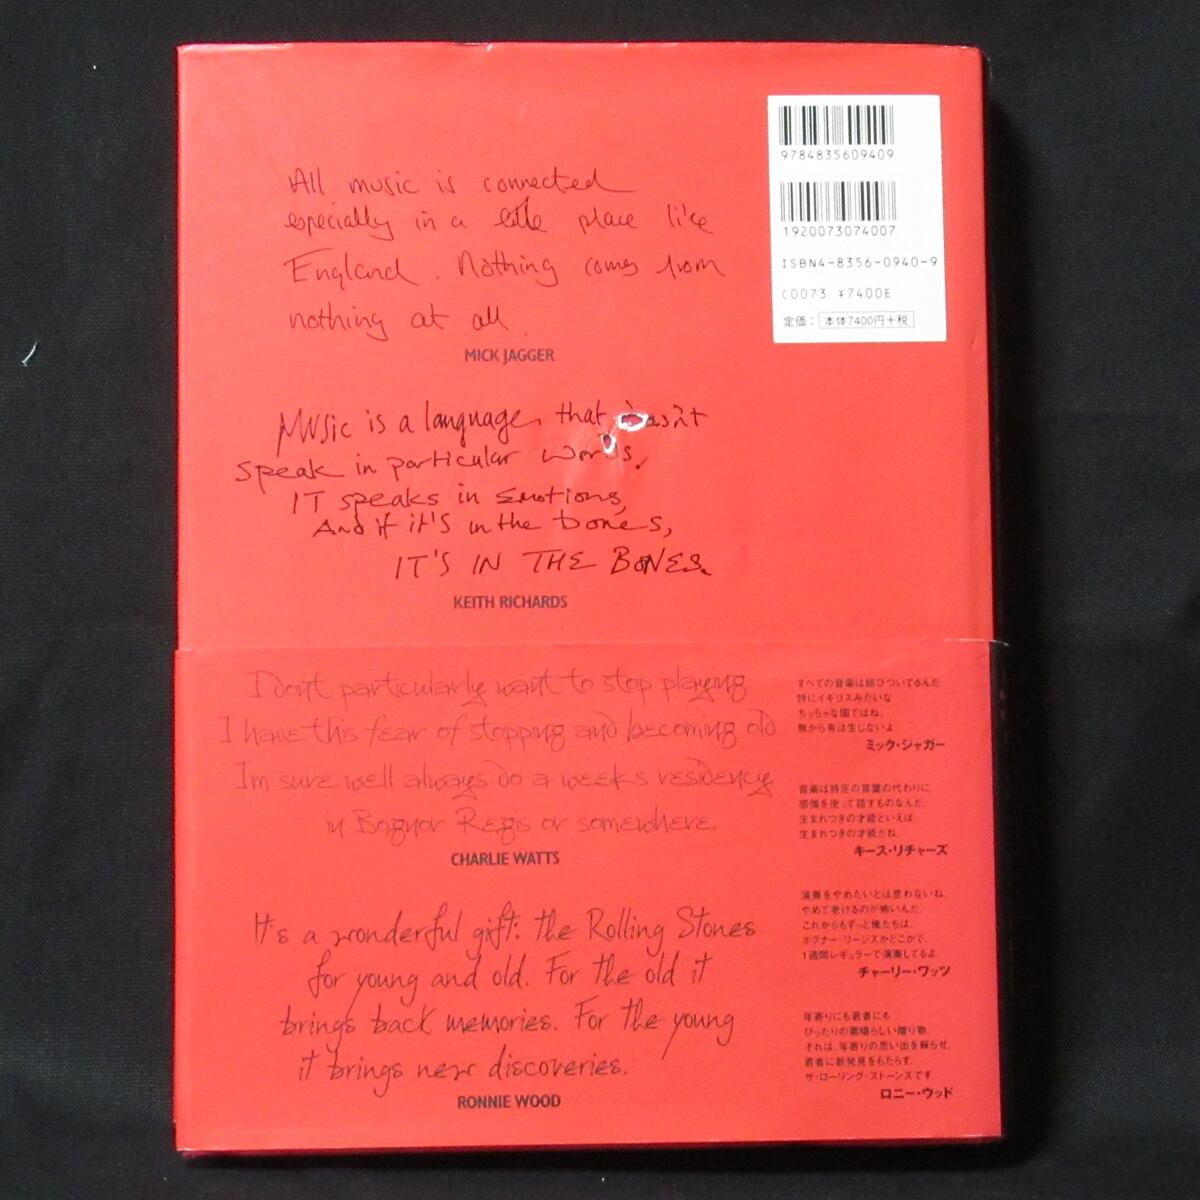 9784835609409
1920073074007
ISBN4-8356-0940-9
C0073 ¥7400E
定価： 本体7400円＋税
All music is connected
especially in a little place like
England. Nothing comes from
nothing at all.
MICK JAGGER
Music is a language, that
speak in particular words,
IT speaks in Emotions,
And if it's in the bones,
IT'S IN THE BONES.
KEITH RICHARDS
I dont particularly want to stop playing
I have this fear of stopping and becoming old
Im sure well always do a weeks residency
in Bognor Regis or somewhere
CHARLIE WATTS
It's a wonderful gift: the Rolling Stones
for young and old. For the old it
brings back memories. For the young
it brings new discoveries.
RONNIE WOOD
すべての音楽は結びついてるんだ
特にイギリスみたいな
ちっちゃな国ではね。
無から有は生じないよ
ミック・ジャガー
音楽は特定の言葉の代わりに、
感情を使って話すものなんだ
生まれつきの才能といえば、
生まれつきの才能だね。
キース・リチャーズ
演奏をやめたいとは思わないね。
やめて老けるのが怖いんだ。
これからもずっと俺たちは、
ボグナー・リージスかどこかで、
1週間レギュラーで演奏してるよ。
チャーリー・ワッツ
年寄りにも若者にも
ぴったりの素晴らしい贈り物。
それは、年寄りの思い出を蘇らせ、
若者に新発見をもたらす、
ザ・ローリング・ストーンズです
ロニー・ウッド